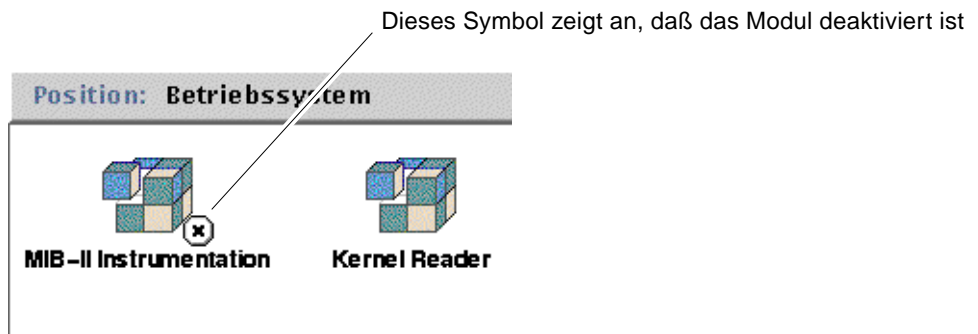 Dieses Symbol zeigt an, daß das Modul deaktiviert ist
Position: Betriebssystem
MIB-II Instrumentation
Kernel Reader